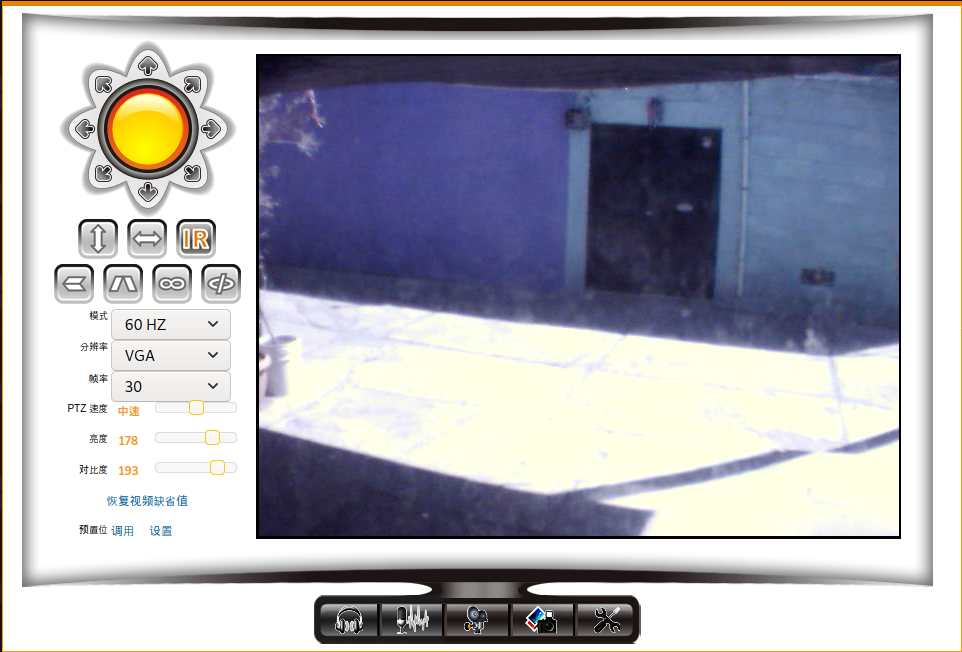 IR
模式 60 HZ
分辨率 VGA
帧率 30
PTZ 速度 中速
亮度 178
对比度 193
恢复视频缺省值
预置位 调用 设置